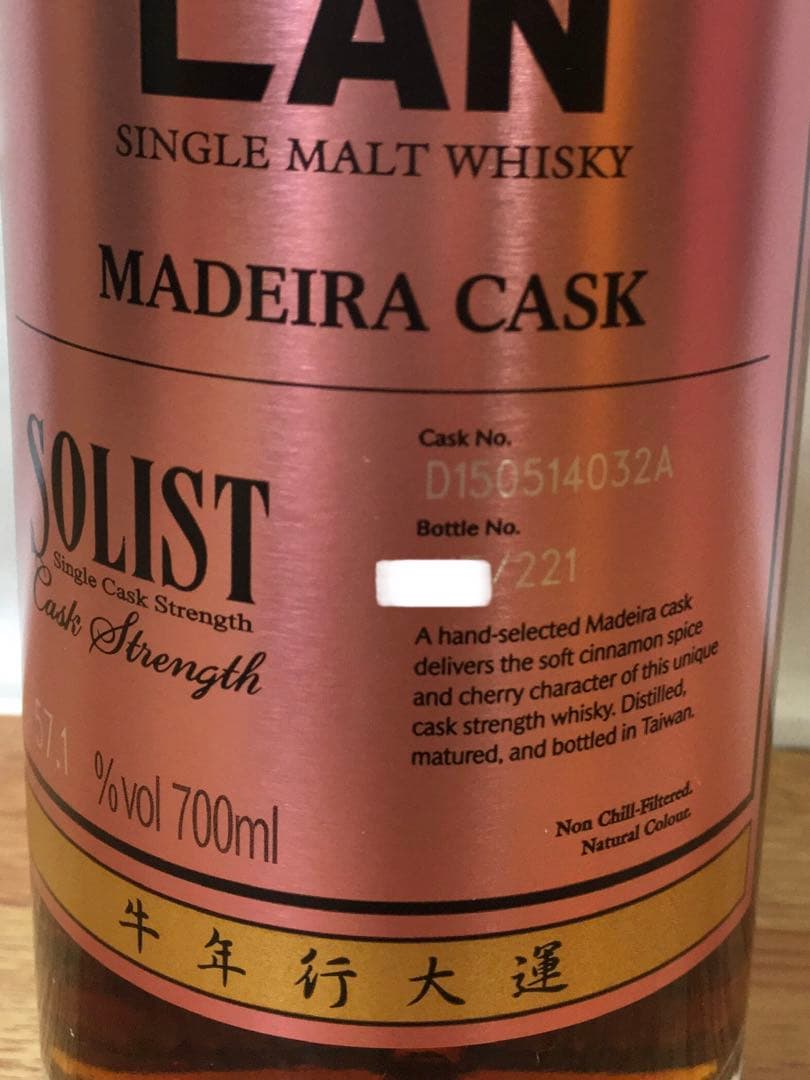 LAN
SINGLE MALT WHISKY
MADEIRA CASK
SOLIST
Single Cask Strength
Cask Strength
57.1 %vol 700ml
Cask No.
D150514032A
Bottle No.
/221
A hand-selected Madeira cask
delivers the soft cinnamon spice
and cherry character of this unique
cask strength whisky. Distilled,
matured, and bottled in Taiwan.
Non Chill-Filtered.
Natural Colour.
牛年行大運